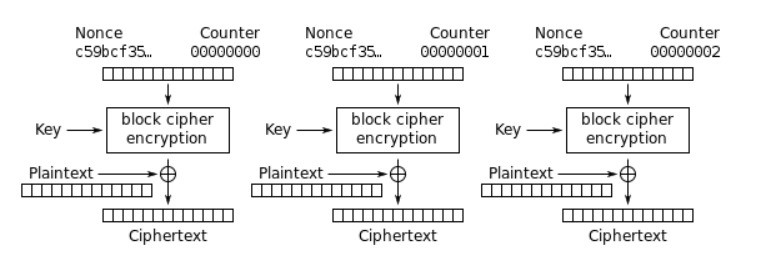 Nonce Counter Nonce Counter Nonce Counter
c59bcf35… 00000000 c59bcf35… 00000001 c59bcf35… 00000002
block cipher encryption block cipher encryption block cipher encryption
Key Key Key
Plaintext Plaintext Plaintext
Ciphertext Ciphertext Ciphertext